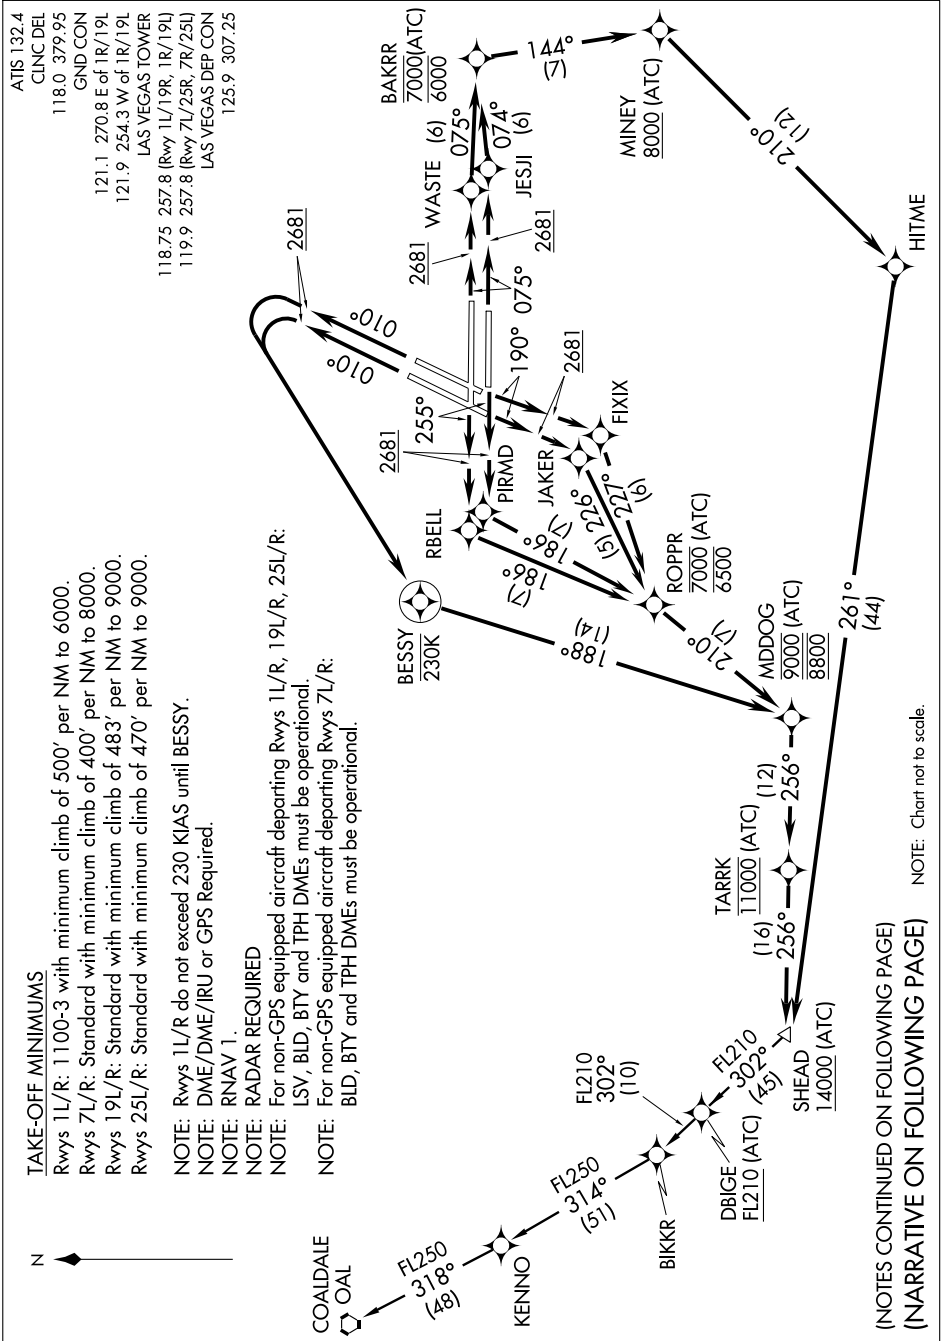 TAKE-OFF MINIMUMS
Rwys 1L/R: 1100-3 with minimum climb of 500' per NM to 6000.
Rwys 7L/R: Standard with minimum climb of 400' per NM to 8000.
Rwys 19L/R: Standard with minimum climb of 483' per NM to 9000.
Rwys 25L/R: Standard with minimum climb of 470' per NM to 9000.
NOTE: Rwys 1L/R do not exceed 230 KIAS until BESSY.
NOTE: DME/DME/IRU or GPS Required.
NOTE: RNAV 1.
NOTE: RADAR REQUIRED
NOTE: For non-GPS equipped aircraft departing Rwys 1L/R, 19L/R, 25L/R:
LSV, BLD, BTY and TPH DMEs must be operational.
NOTE: For non-GPS equipped aircraft departing Rwys 7L/R:
BLD, BTY and TPH DMEs must be operational.
ATIS 132.4
CLNC DEL
118.0 379.95
GND CON
121.1 270.8 E of 1R/19L
121.9 254.3 W of 1R/19L
LAS VEGAS TOWER
118.75 257.8 (Rwy 1L/19R, 1R/19L)
119.9 257.8 (Rwy 7L/25R, 7R/25L)
LAS VEGAS DEP CON
125.9 307.25
N
2681
010°
010°
BAKRR
7000(ATC)
6000
(6)
075°
074°
(6)
WASTE
JESJI
2681
2681
075°
144°
(7)
MINEY
8000 (ATC)
210°
(12)
HITME
261°
(44)
2681
255°
190°
2681
RBELL
PIRMD
JAKER
FIXIX
186°
(7)
186°
(7)
(5) 226°
227°
(6)
ROPPR
7000 (ATC)
6500
BESSY
230K
188°
(14)
210°
(7)
MDDOG
9000 (ATC)
8800
(12)
256°
TARRK
11000 (ATC)
(16)
256°
SHEAD
14000 (ATC)
FL210
302°
(45)
DBIGE
FL210 (ATC)
FL210
302°
(10)
BIKKR
FL250
314°
(51)
KENNO
FL250
318°
(48)
COALDALE
OAL
NOTE: Chart not to scale.
(NOTES CONTINUED ON FOLLOWING PAGE)
(NARRATIVE ON FOLLOWING PAGE)